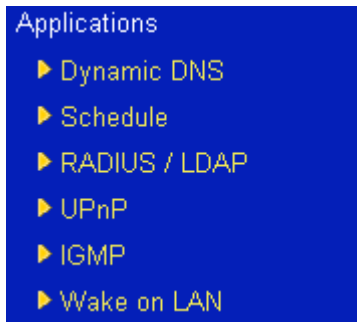 Applications
Dynamic DNS
Schedule
RADIUS / LDAP
UPnP
IGMP
Wake on LAN